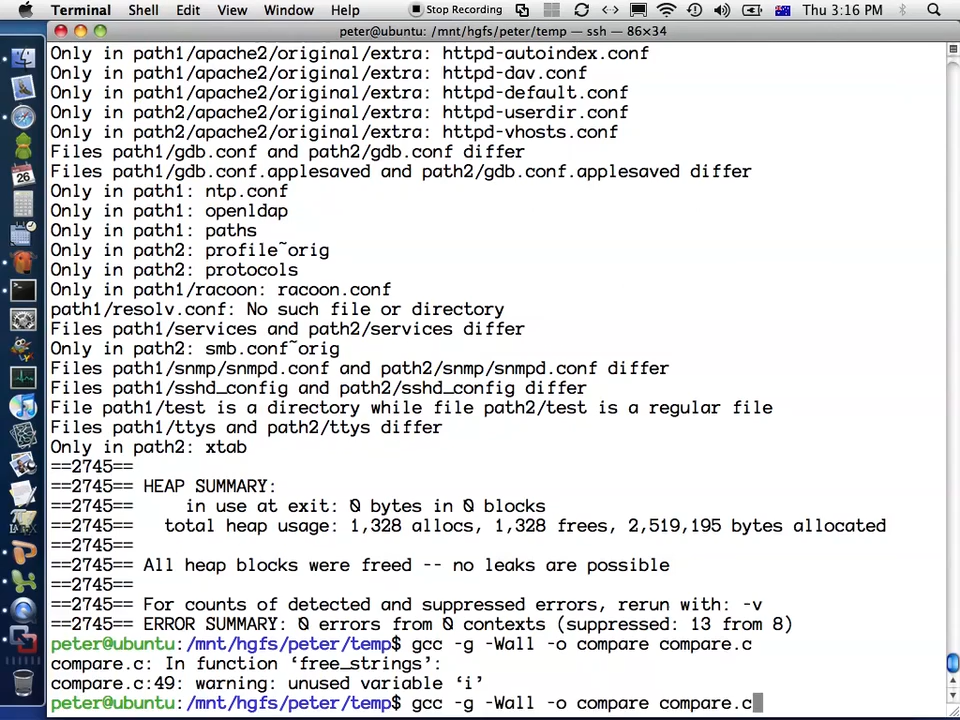 Terminal Shell Edit View Window Help Stop Recording Thu 3:16 PM
peter@ubuntu: /mnt/hgfs/peter/temp — ssh — 86×34
Only in path1/apache2/original/extra: httpd-autoindex.conf
Only in path1/apache2/original/extra: httpd-dav.conf
Only in path1/apache2/original/extra: httpd-default.conf
Only in path2/apache2/original/extra: httpd-userdir.conf
Only in path2/apache2/original/extra: httpd-vhosts.conf
Files path1/gdb.conf and path2/gdb.conf differ
Files path1/gdb.conf.applesaved and path2/gdb.conf.applesaved differ
Only in path1: ntp.conf
Only in path1: openldap
Only in path1: paths
Only in path2: profile~orig
Only in path2: protocols
Only in path1/racoon: racoon.conf
path1/resolv.conf: No such file or directory
Files path1/services and path2/services differ
Only in path2: smb.conf~orig
Files path1/snmp/snmpd.conf and path2/snmp/snmpd.conf differ
Files path1/sshd_config and path2/sshd_config differ
File path1/test is a directory while file path2/test is a regular file
Files path1/ttys and path2/ttys differ
Only in path2: xtab
==2745==
==2745== HEAP SUMMARY:
==2745==     in use at exit: 0 bytes in 0 blocks
==2745==   total heap usage: 1,328 allocs, 1,328 frees, 2,519,195 bytes allocated
==2745==
==2745== All heap blocks were freed -- no leaks are possible
==2745==
==2745== For counts of detected and suppressed errors, rerun with: -v
==2745== ERROR SUMMARY: 0 errors from 0 contexts (suppressed: 13 from 8)
peter@ubuntu:/mnt/hgfs/peter/temp$ gcc -g -Wall -o compare compare.c
compare.c: In function ‘free_strings’:
compare.c:49: warning: unused variable ‘i’
peter@ubuntu:/mnt/hgfs/peter/temp$ gcc -g -Wall -o compare compare.c